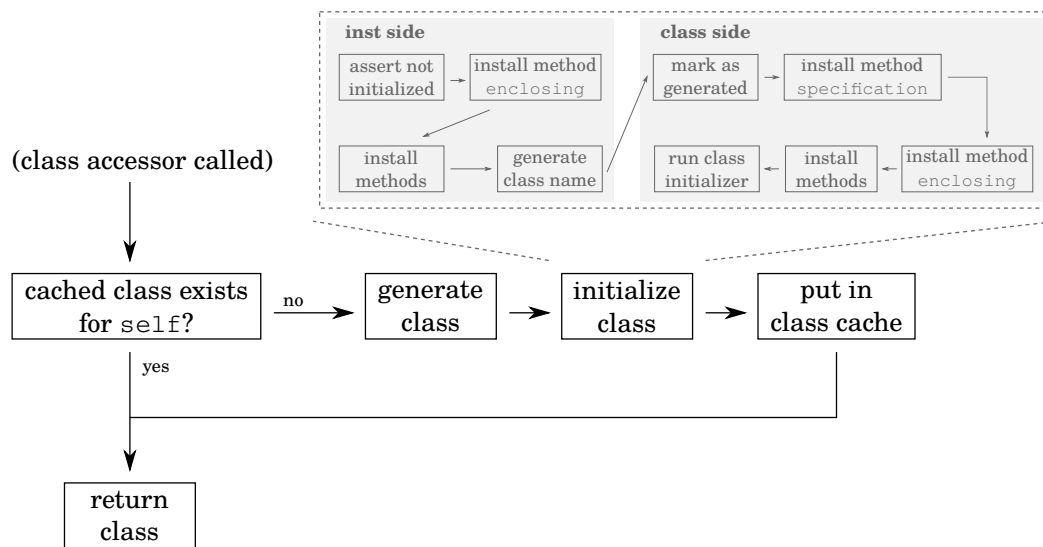 inst side
assert not
initialized
install method
enclosing
install
methods
generate
class name
class side
mark as
generated
install method
specification
run class
initializer
install
methods
install method
enclosing
(class accessor called)
cached class exists
for self?
no
generate
class
initialize
class
put in
class cache
yes
return
class